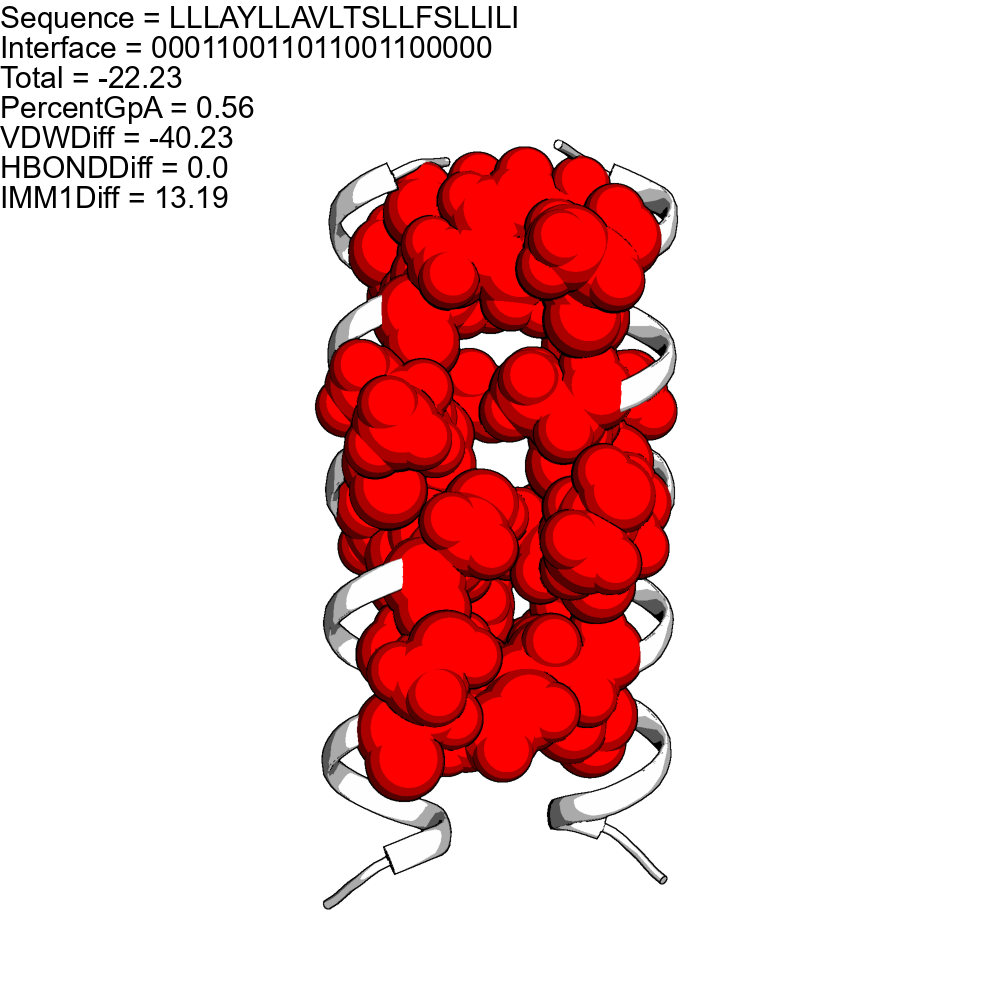 Sequence = LLLAYLLAVLTSLLFSLLILI
Interface = 000110011011001100000
Total = -22.23
PercentGpA = 0.56
VDWDiff = -40.23
HBONDDiff = 0.0
IMM1Diff = 13.19